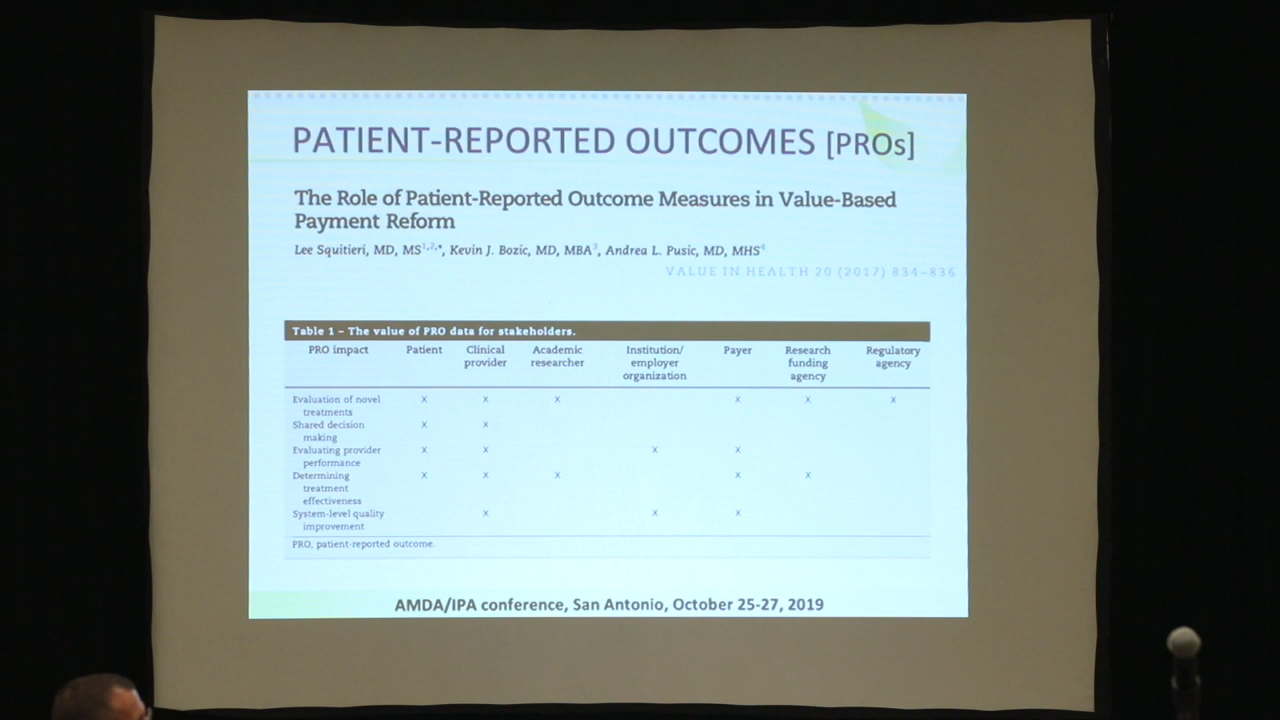 PATIENT-REPORTED OUTCOMES [PROs]
The Role of Patient-Reported Outcome Measures in Value-Based
Payment Reform
Lee Squitieri, MD, MS1,2,*, Kevin J. Bozic, MD, MBA3, Andrea L. Pusic, MD, MHS4
VALUE IN HEALTH 20 (2017) 834–836
Table 1 – The value of PRO data for stakeholders.
PRO impact Patient Clinical Academic Institution/ Payer Research Regulatory
provider researcher employer funding agency
organization agency
Evaluation of novel X X X X X X
treatments
Shared decision X X
making
Evaluating provider X X X X
performance
Determining X X X X X
treatment
effectiveness
System-level quality X X X
improvement
PRO, patient-reported outcome.
AMDA/IPA conference, San Antonio, October 25-27, 2019